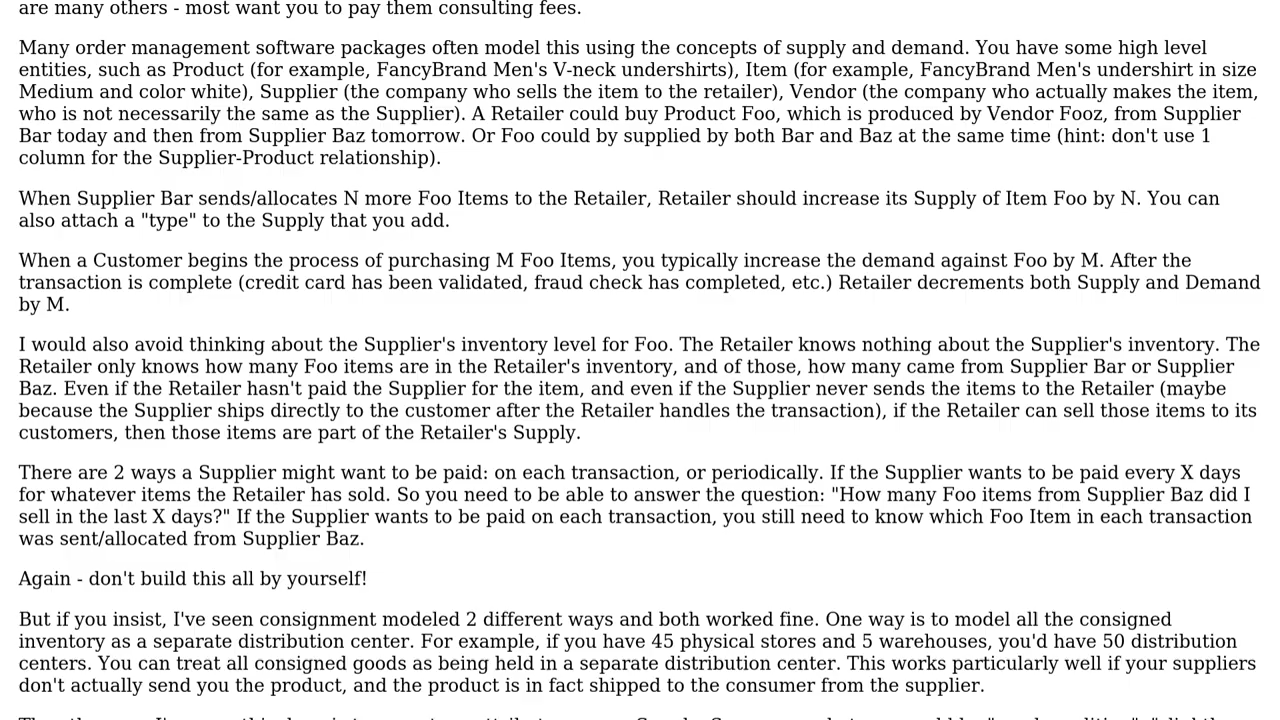 are many others - most want you to pay them consulting fees.
Many order management software packages often model this using the concepts of supply and demand. You have some high level
entities, such as Product (for example, FancyBrand Men's V-neck undershirts), Item (for example, FancyBrand Men's undershirt in size
Medium and color white), Supplier (the company who sells the item to the retailer), Vendor (the company who actually makes the item,
who is not necessarily the same as the Supplier). A Retailer could buy Product Foo, which is produced by Vendor Fooz, from Supplier
Bar today and then from Supplier Baz tomorrow. Or Foo could by supplied by both Bar and Baz at the same time (hint: don't use 1
column for the Supplier-Product relationship).
When Supplier Bar sends/allocates N more Foo Items to the Retailer, Retailer should increase its Supply of Item Foo by N. You can
also attach a "type" to the Supply that you add.
When a Customer begins the process of purchasing M Foo Items, you typically increase the demand against Foo by M. After the
transaction is complete (credit card has been validated, fraud check has completed, etc.) Retailer decrements both Supply and Demand
by M.
I would also avoid thinking about the Supplier's inventory level for Foo. The Retailer knows nothing about the Supplier's inventory. The
Retailer only knows how many Foo items are in the Retailer's inventory, and of those, how many came from Supplier Bar or Supplier
Baz. Even if the Retailer hasn't paid the Supplier for the item, and even if the Supplier never sends the items to the Retailer (maybe
because the Supplier ships directly to the customer after the Retailer handles the transaction), if the Retailer can sell those items to its
customers, then those items are part of the Retailer's Supply.
There are 2 ways a Supplier might want to be paid: on each transaction, or periodically. If the Supplier wants to be paid every X days
for whatever items the Retailer has sold. So you need to be able to answer the question: "How many Foo items from Supplier Baz did I
sell in the last X days?" If the Supplier wants to be paid on each transaction, you still need to know which Foo Item in each transaction
was sent/allocated from Supplier Baz.
Again - don't build this all by yourself!
But if you insist, I've seen consignment modeled 2 different ways and both worked fine. One way is to model all the consigned
inventory as a separate distribution center. For example, if you have 45 physical stores and 5 warehouses, you'd have 50 distribution
centers. You can treat all consigned goods as being held in a separate distribution center. This works particularly well if your suppliers
don't actually send you the product, and the product is in fact shipped to the consumer from the supplier.